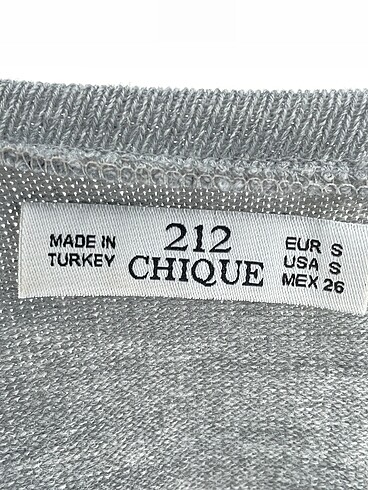 MADE IN
TURKEY
212
CHIQUE
EUR S
USA S
MEX 26